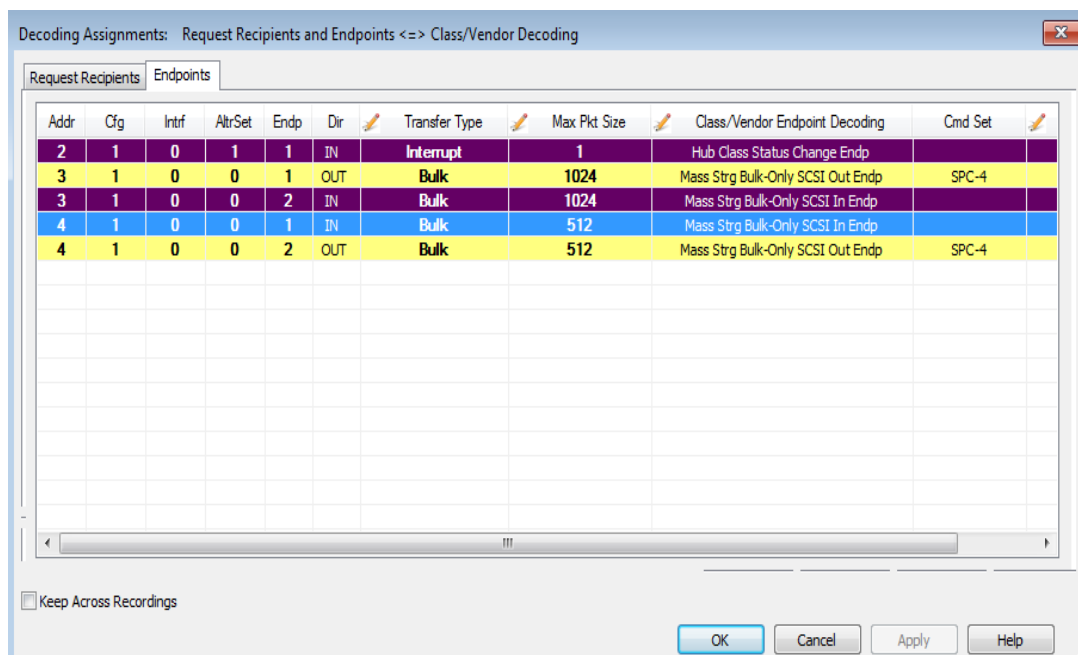 Decoding Assignments: Request Recipients and Endpoints <=> Class/Vendor Decoding
Request Recipients Endpoints
Addr Cfg Intrf AltrSet Endp Dir Transfer Type Max Pkt Size Class/Vendor Endpoint Decoding Cmd Set
2 1 0 1 1 IN Interrupt 1 Hub Class Status Change Endp
3 1 0 0 1 OUT Bulk 1024 Mass Strg Bulk-Only SCSI Out Endp SPC-4
3 1 0 0 2 IN Bulk 1024 Mass Strg Bulk-Only SCSI In Endp
4 1 0 0 1 IN Bulk 512 Mass Strg Bulk-Only SCSI In Endp
4 1 0 0 2 OUT Bulk 512 Mass Strg Bulk-Only SCSI Out Endp SPC-4
Keep Across Recordings
OK Cancel Apply Help